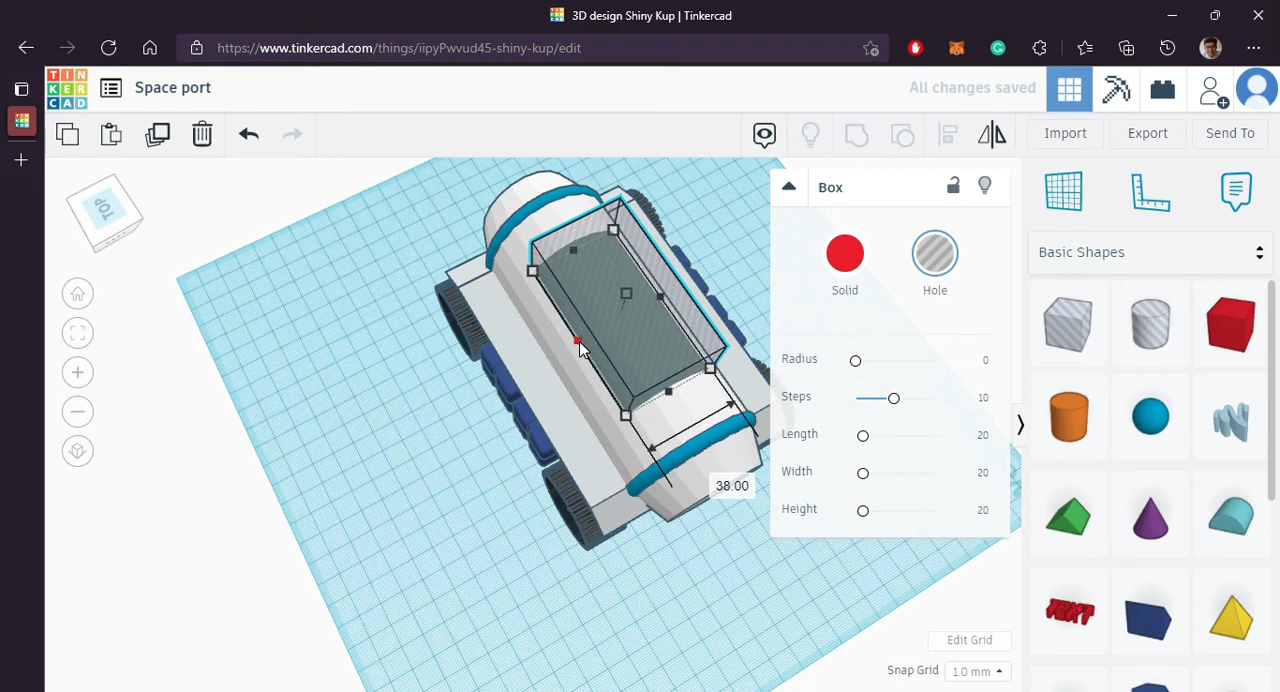 3D design Shiny Kup | Tinkercad
https://www.tinkercad.com/things/iipyPwvud45-shiny-kup/edit
TIN
KER
CAD
Space port
All changes saved
Import
Export
Send To
TOP
Box
Solid
Hole
Radius 0
Steps 10
Length 20
Width 20
Height 20
38.00
Basic Shapes
TEXT
Edit Grid
Snap Grid 1.0 mm